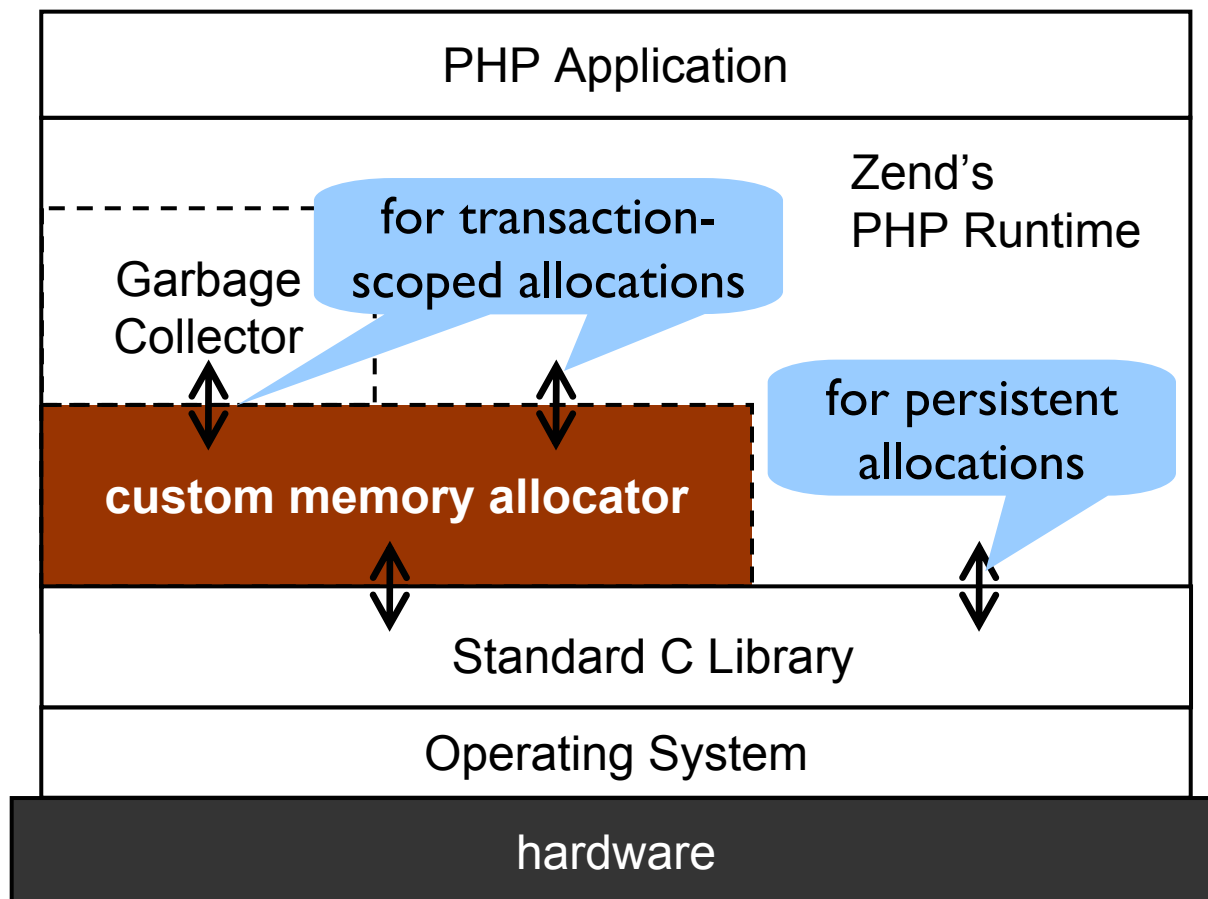 PHP Application
Zend's
PHP Runtime
for transaction-
scoped allocations
Garbage
Collector
for persistent
allocations
custom memory allocator
Standard C Library
Operating System
hardware